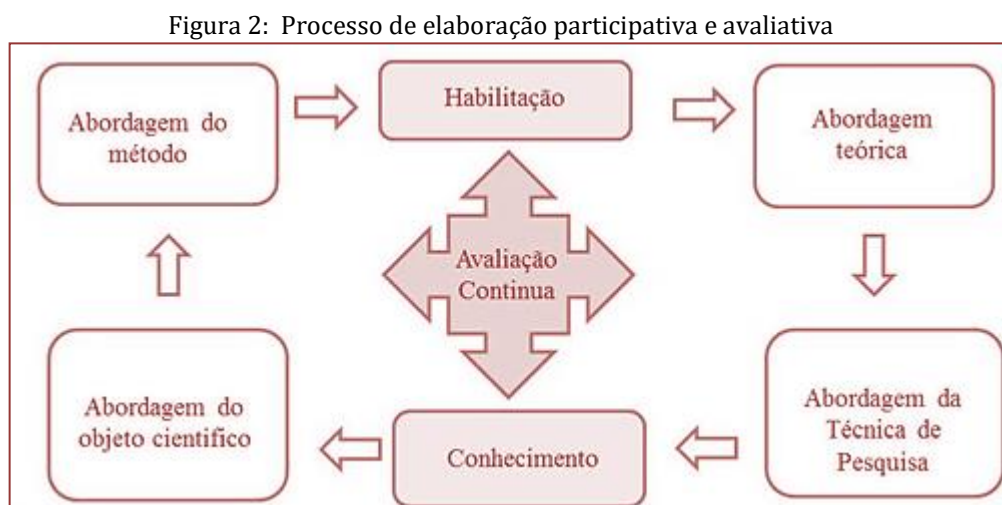 Figura 2: Processo de elaboração participativa e avaliativa
Abordagem do
método
Habilitação
Abordagem
teórica
Avaliação
Continua
Abordagem do
objeto cientifico
Conhecimento
Abordagem da
Técnica de
Pesquisa